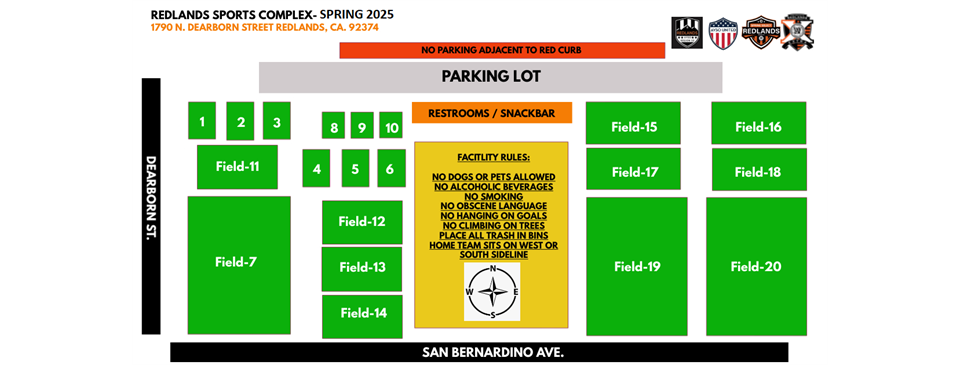 REDLANDS SPORTS COMPLEX- SPRING 2025
1790 N. DEARBORN STREET REDLANDS, CA. 92374
REDLANDS
AYSO UNITED
REDLANDS
NO PARKING ADJACENT TO RED CURB
PARKING LOT
RESTROOMS / SNACKBAR
1 2 3
8 9 10
Field-15 Field-16
Field-11
4 5 6
Field-17 Field-18
DEARBORN ST.
Field-7
Field-12
Field-13
Field-14
FACITLITY RULES:
NO DOGS OR PETS ALLOWED
NO ALCOHOLIC BEVERAGES
NO SMOKING
NO OBSCENE LANGUAGE
NO HANGING ON GOALS
NO CLIMBING ON TREES
PLACE ALL TRASH IN BINS
HOME TEAM SITS ON WEST OR
SOUTH SIDELINE
N
W E
S
Field-19 Field-20
SAN BERNARDINO AVE.